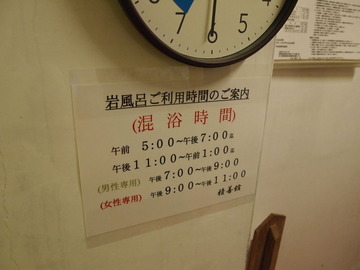 岩風呂ご利用時間のご案内
(混浴時間)
午前 5:00～午後7:00迄
午後11:00～午前1:00迄
(男性専用) 午後7:00～午後9:00
(女性専用) 午後9:00～午後11:00
積善館